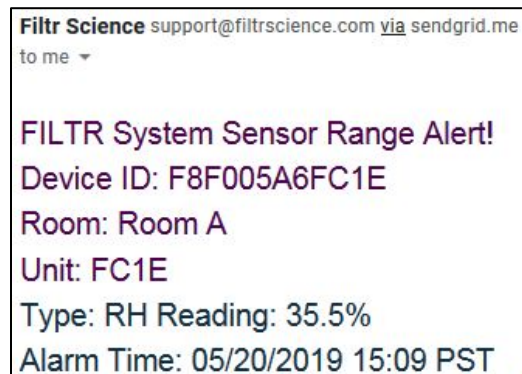 Filtr Science support@filtrscience.com via sendgrid.me
to me
FILTR System Sensor Range Alert!
Device ID: F8F005A6FC1E
Room: Room A
Unit: FC1E
Type: RH Reading: 35.5%
Alarm Time: 05/20/2019 15:09 PST